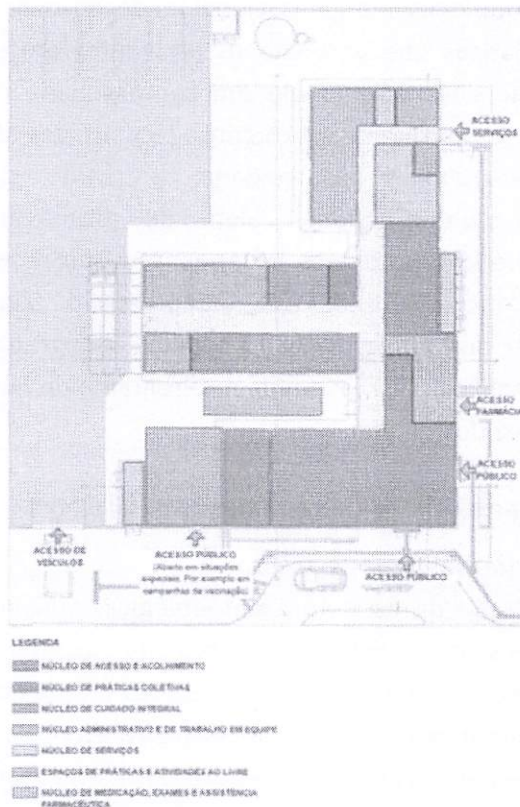 ACESSO
SERVIÇOS
ACESSO
FARMÁCIA
ACESSO
PÚBLICO
ACESSO DE
VEÍCULOS
ACESSO PÚBLICO
(Aberto em situações
especiais. Por exemplo em
campanhas de vacinação)
ACESSO PÚBLICO
LEGENDA
NÚCLEO DE ACESSO E ACOLHIMENTO
NÚCLEO DE PRÁTICAS COLETIVAS
NÚCLEO DE CUIDADO INTEGRAL
NÚCLEO ADMINISTRATIVO E DE TRABALHO EM EQUIPE
NÚCLEO DE SERVIÇOS
ESPAÇOS DE PRÁTICAS E ATIVIDADES AO LIVRE
NÚCLEO DE MEDICAÇÃO, EXAMES E ASSISTÊNCIA
FARMACÊUTICA